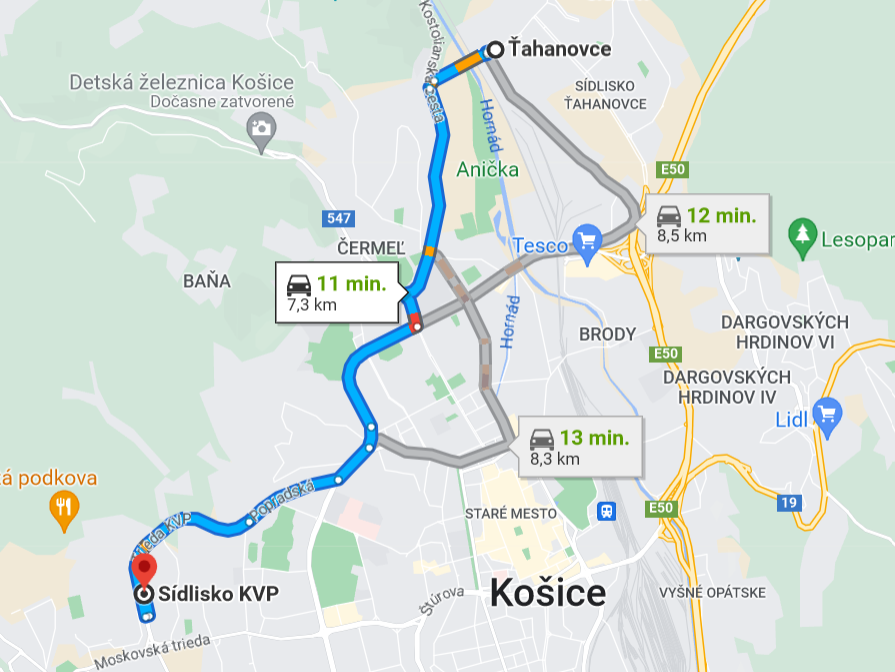 Kostolianska cesta
Ťahanovce
Detská železnica Košice
Dočasne zatvorené
SÍDLISKO
ŤAHANOVCE
Hornád
Anička
E50
547
12 min.
8,5 km
ČERMEĽ
Tesco
Lesopar
BAŇA
11 min.
7,3 km
Hornád
BRODY
DARGOVSKÝCH
HRDINOV VI
E50
DARGOVSKÝCH
HRDINOV IV
Lidl
13 min.
8,3 km
ká podkova
Popradská
Trieda KVP
STARÉ MESTO
E50
19
Sídlisko KVP
Košice
VYŠNÉ OPÁTSKE
Štúrova
Moskovská trieda